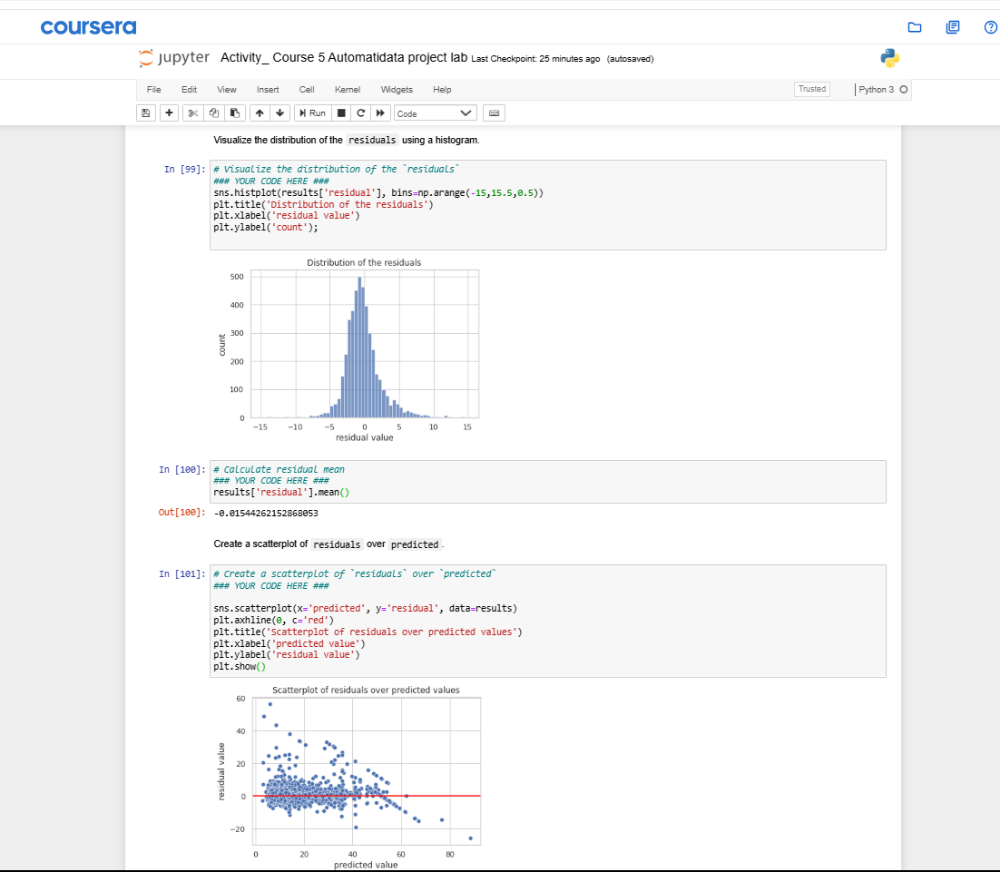 coursera
jupyter Activity_ Course 5 Automatidata project lab Last Checkpoint: 25 minutes ago (autosaved)
File Edit View Insert Cell Kernel Widgets Help Trusted Python 3
Run Code
Visualize the distribution of the residuals using a histogram.
In [99]: # Visualize the distribution of the `residuals`
### YOUR CODE HERE ###
sns.histplot(results['residual'], bins=np.arange(-15,15.5,0.5))
plt.title('Distribution of the residuals')
plt.xlabel('residual value')
plt.ylabel('count');
Distribution of the residuals
500
400
300
200
100
0
count
−15 −10 −5 0 5 10 15
residual value
In [100]: # Calculate residual mean
### YOUR CODE HERE ###
results['residual'].mean()
Out[100]: -0.01544262152868053
Create a scatterplot of residuals over predicted.
In [101]: # Create a scatterplot of `residuals` over `predicted`
### YOUR CODE HERE ###
sns.scatterplot(x='predicted', y='residual', data=results)
plt.axhline(0, c='red')
plt.title('Scatterplot of residuals over predicted values')
plt.xlabel('predicted value')
plt.ylabel('residual value')
plt.show()
Scatterplot of residuals over predicted values
60
40
20
0
−20
residual value
0 20 40 60 80
predicted value